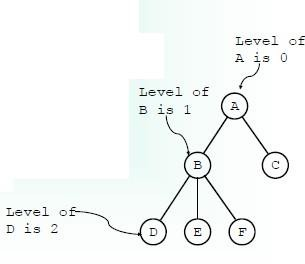 Level of
A is 0
Level of
B is 1
A
B
C
Level of
D is 2
D
E
F